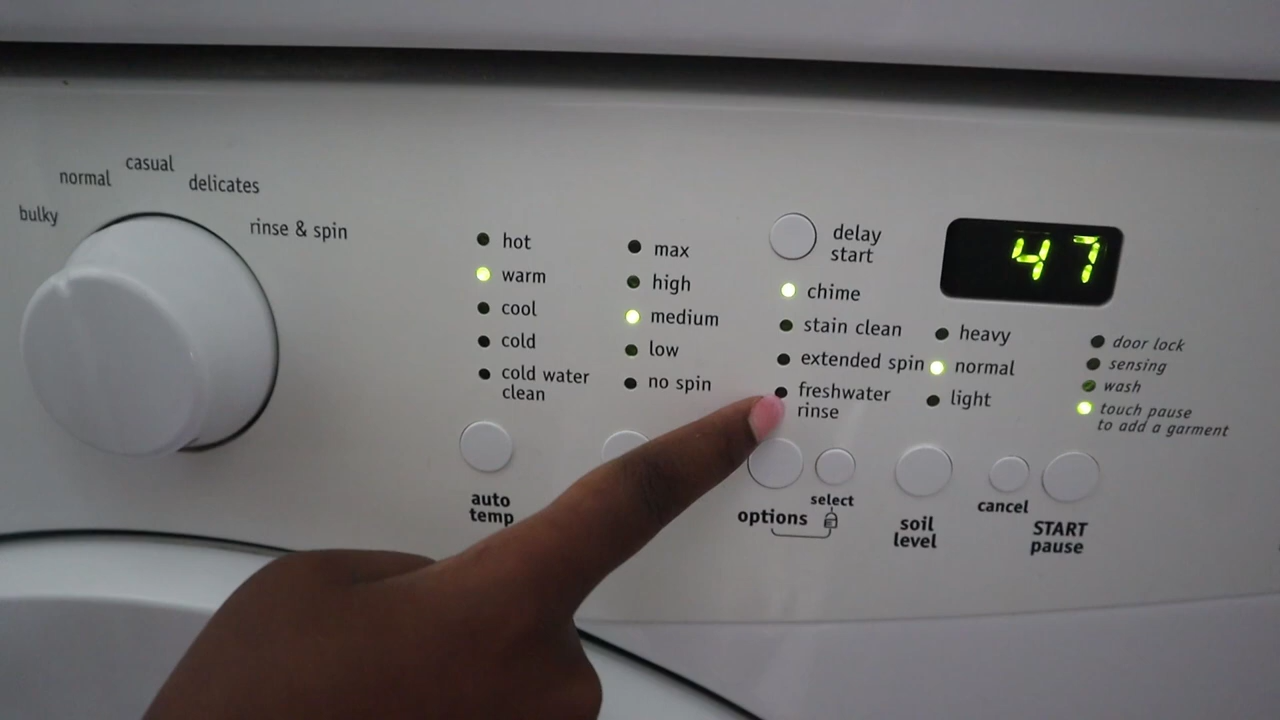 bulky
normal
casual
delicates
rinse & spin
hot
warm
cool
cold
cold water
clean
auto
temp
max
high
medium
low
no spin
delay
start
chime
stain clean
extended spin
freshwater
rinse
options
select
47
heavy
normal
light
soil
level
door lock
sensing
wash
touch pause
to add a garment
cancel
START
pause